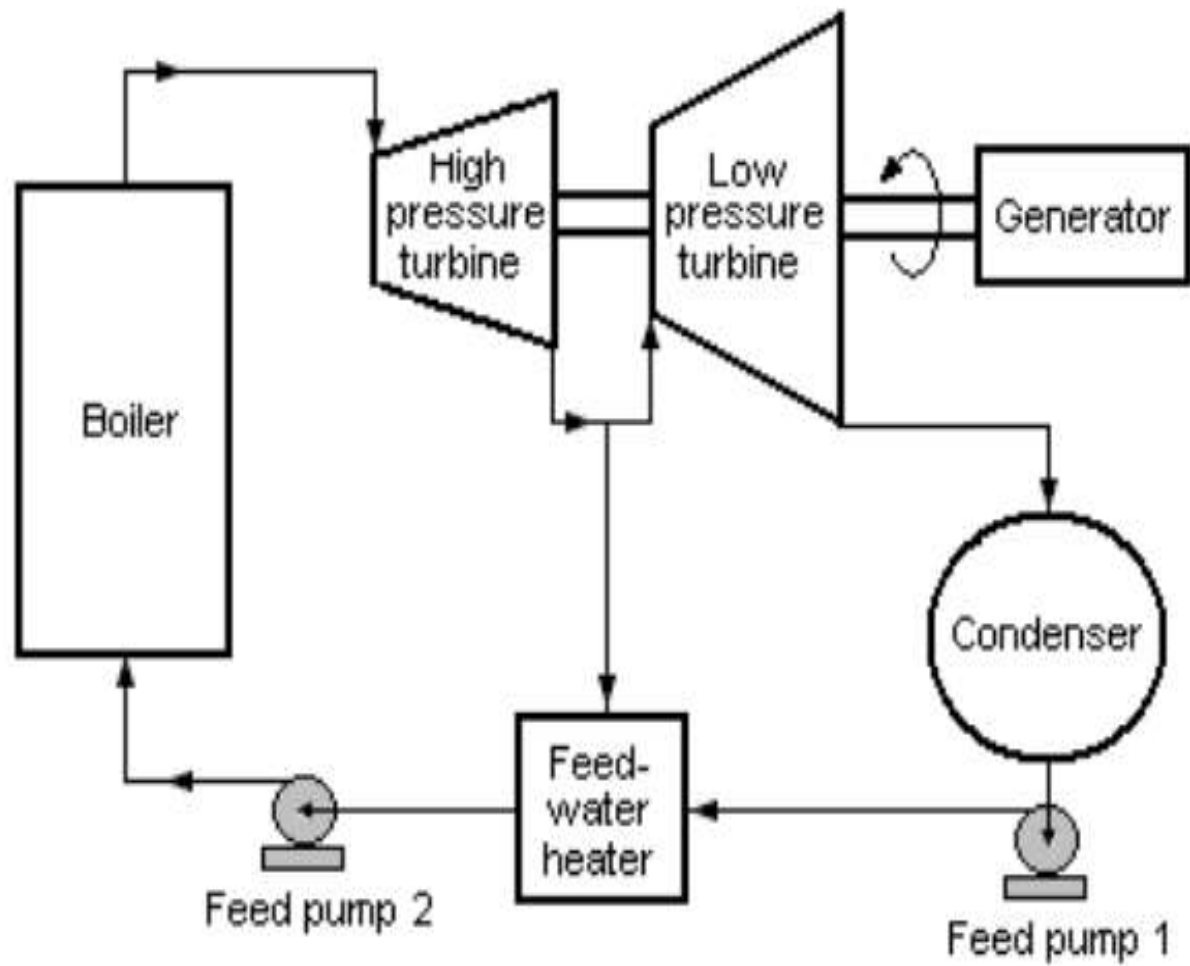 High
pressure
turbine
Low
pressure
turbine
Generator
Boiler
Condenser
Feed-
water
heater
Feed pump 2
Feed pump 1